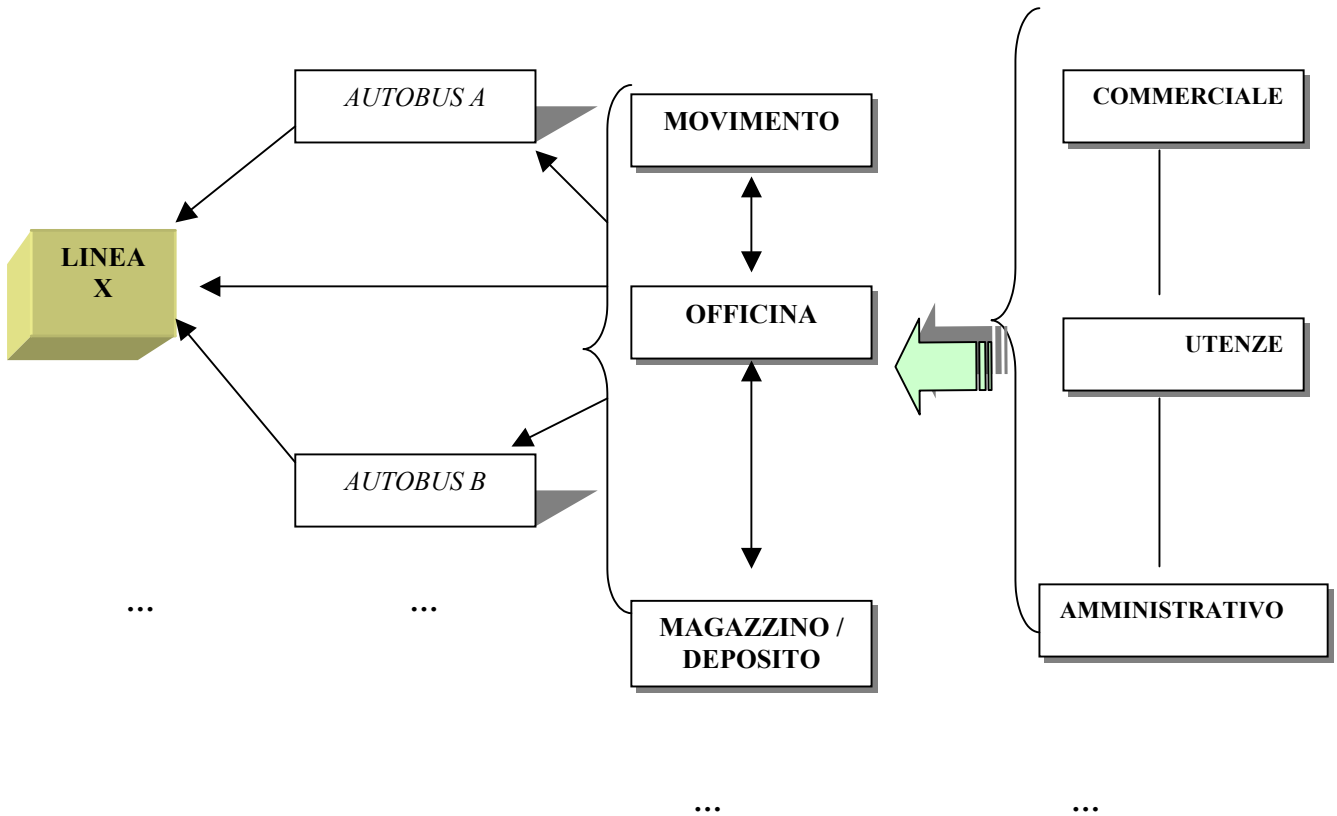 AUTOBUS A
MOVIMENTO
COMMERCIALE
LINEA
X
OFFICINA
UTENZE
AUTOBUS B
...
...
MAGAZZINO /
DEPOSITO
AMMINISTRATIVO
...
...